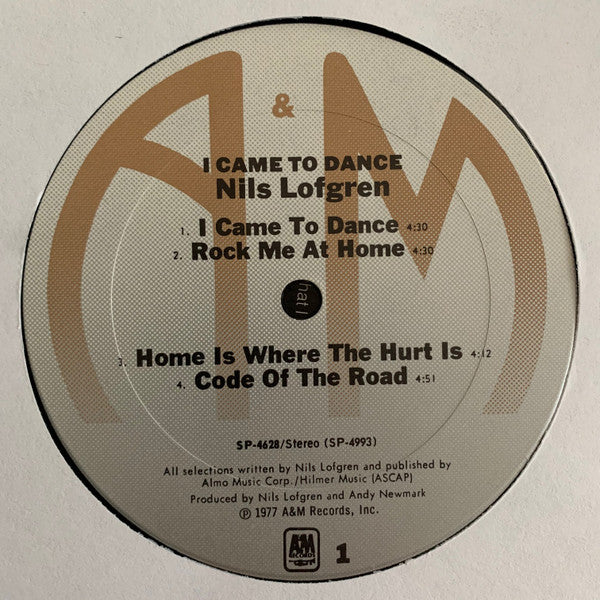 A&M
I CAME TO DANCE
Nils Lofgren
1. I Came To Dance 4:30
2. Rock Me At Home 4:30
hat I
3. Home Is Where The Hurt Is 4:12
4. Code Of The Road 4:51
SP-4628/Stereo (SP-4993)
All selections written by Nils Lofgren and published by
Almo Music Corp./Hilmer Music (ASCAP)
Produced by Nils Lofgren and Andy Newmark
℗ 1977 A&M Records, Inc.
A&M
RECORDS
1